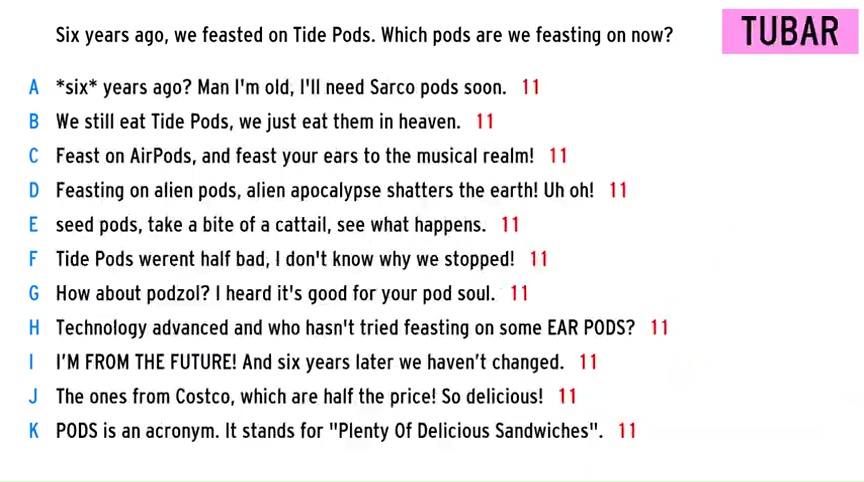 Six years ago, we feasted on Tide Pods. Which pods are we feasting on now?
TUBAR
A *six* years ago? Man I'm old, I'll need Sarco pods soon. 11
B We still eat Tide Pods, we just eat them in heaven. 11
C Feast on AirPods, and feast your ears to the musical realm! 11
D Feasting on alien pods, alien apocalypse shatters the earth! Uh oh! 11
E seed pods, take a bite of a cattail, see what happens. 11
F Tide Pods werent half bad, I don't know why we stopped! 11
G How about podzol? I heard it's good for your pod soul. 11
H Technology advanced and who hasn't tried feasting on some EAR PODS? 11
I I’M FROM THE FUTURE! And six years later we haven’t changed. 11
J The ones from Costco, which are half the price! So delicious! 11
K PODS is an acronym. It stands for "Plenty Of Delicious Sandwiches". 11